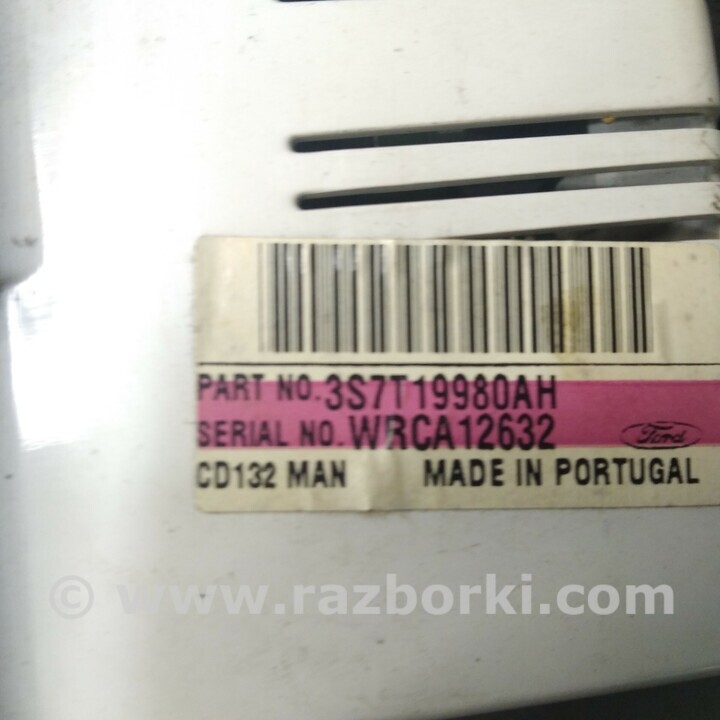 PART NO. 3S7T19980AH
SERIAL NO. WRCA12632 Ford
CD132 MAN MADE IN PORTUGAL
© www.razborki.com